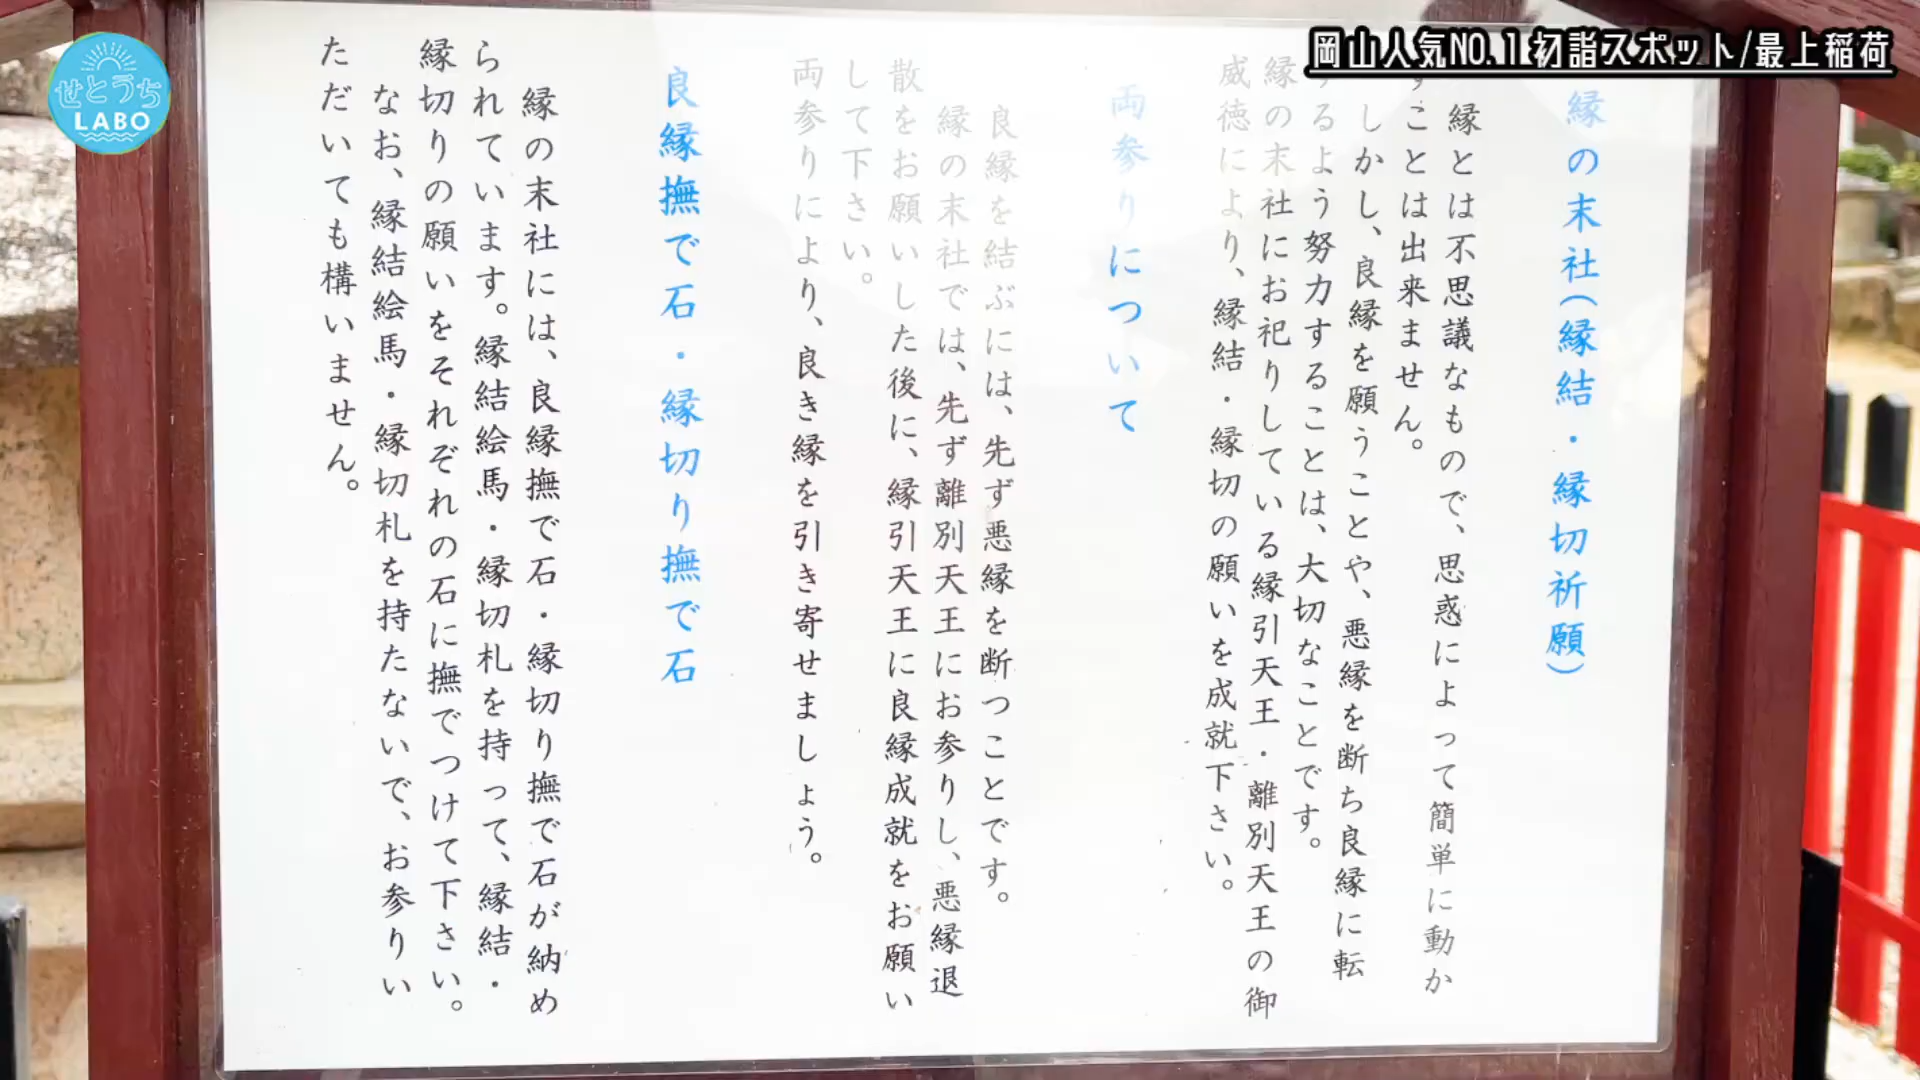 せとうち
LABO
岡山人気NO.1 初詣スポット/最上稲荷
縁の末社(縁結・縁切祈願)
縁とは不思議なもので、思惑によって簡単に動か
すことは出来ません。
しかし、良縁を願うことや、悪縁を断ち良縁に転
するよう努力することは、大切なことです。
縁の末社にお祀りしている縁引天王・離別天王の御
威徳により、縁結・縁切の願いを成就下さい。
両参りについて
良縁を結ぶには、先ず悪縁を断つことです。
縁の末社では、先ず離別天王にお参りし、悪縁退
散をお願いした後に、縁引天王に良縁成就をお願い
して下さい。
両参りにより、良き縁を引き寄せましょう。
良縁撫で石・縁切り撫で石
縁の末社には、良縁撫で石・縁切り撫で石が納め
られています。縁結絵馬・縁切札を持って、縁結・
縁切りの願いをそれぞれの石に撫でつけて下さい。
なお、縁結絵馬・縁切札を持たないで、お参りい
ただいても構いません。